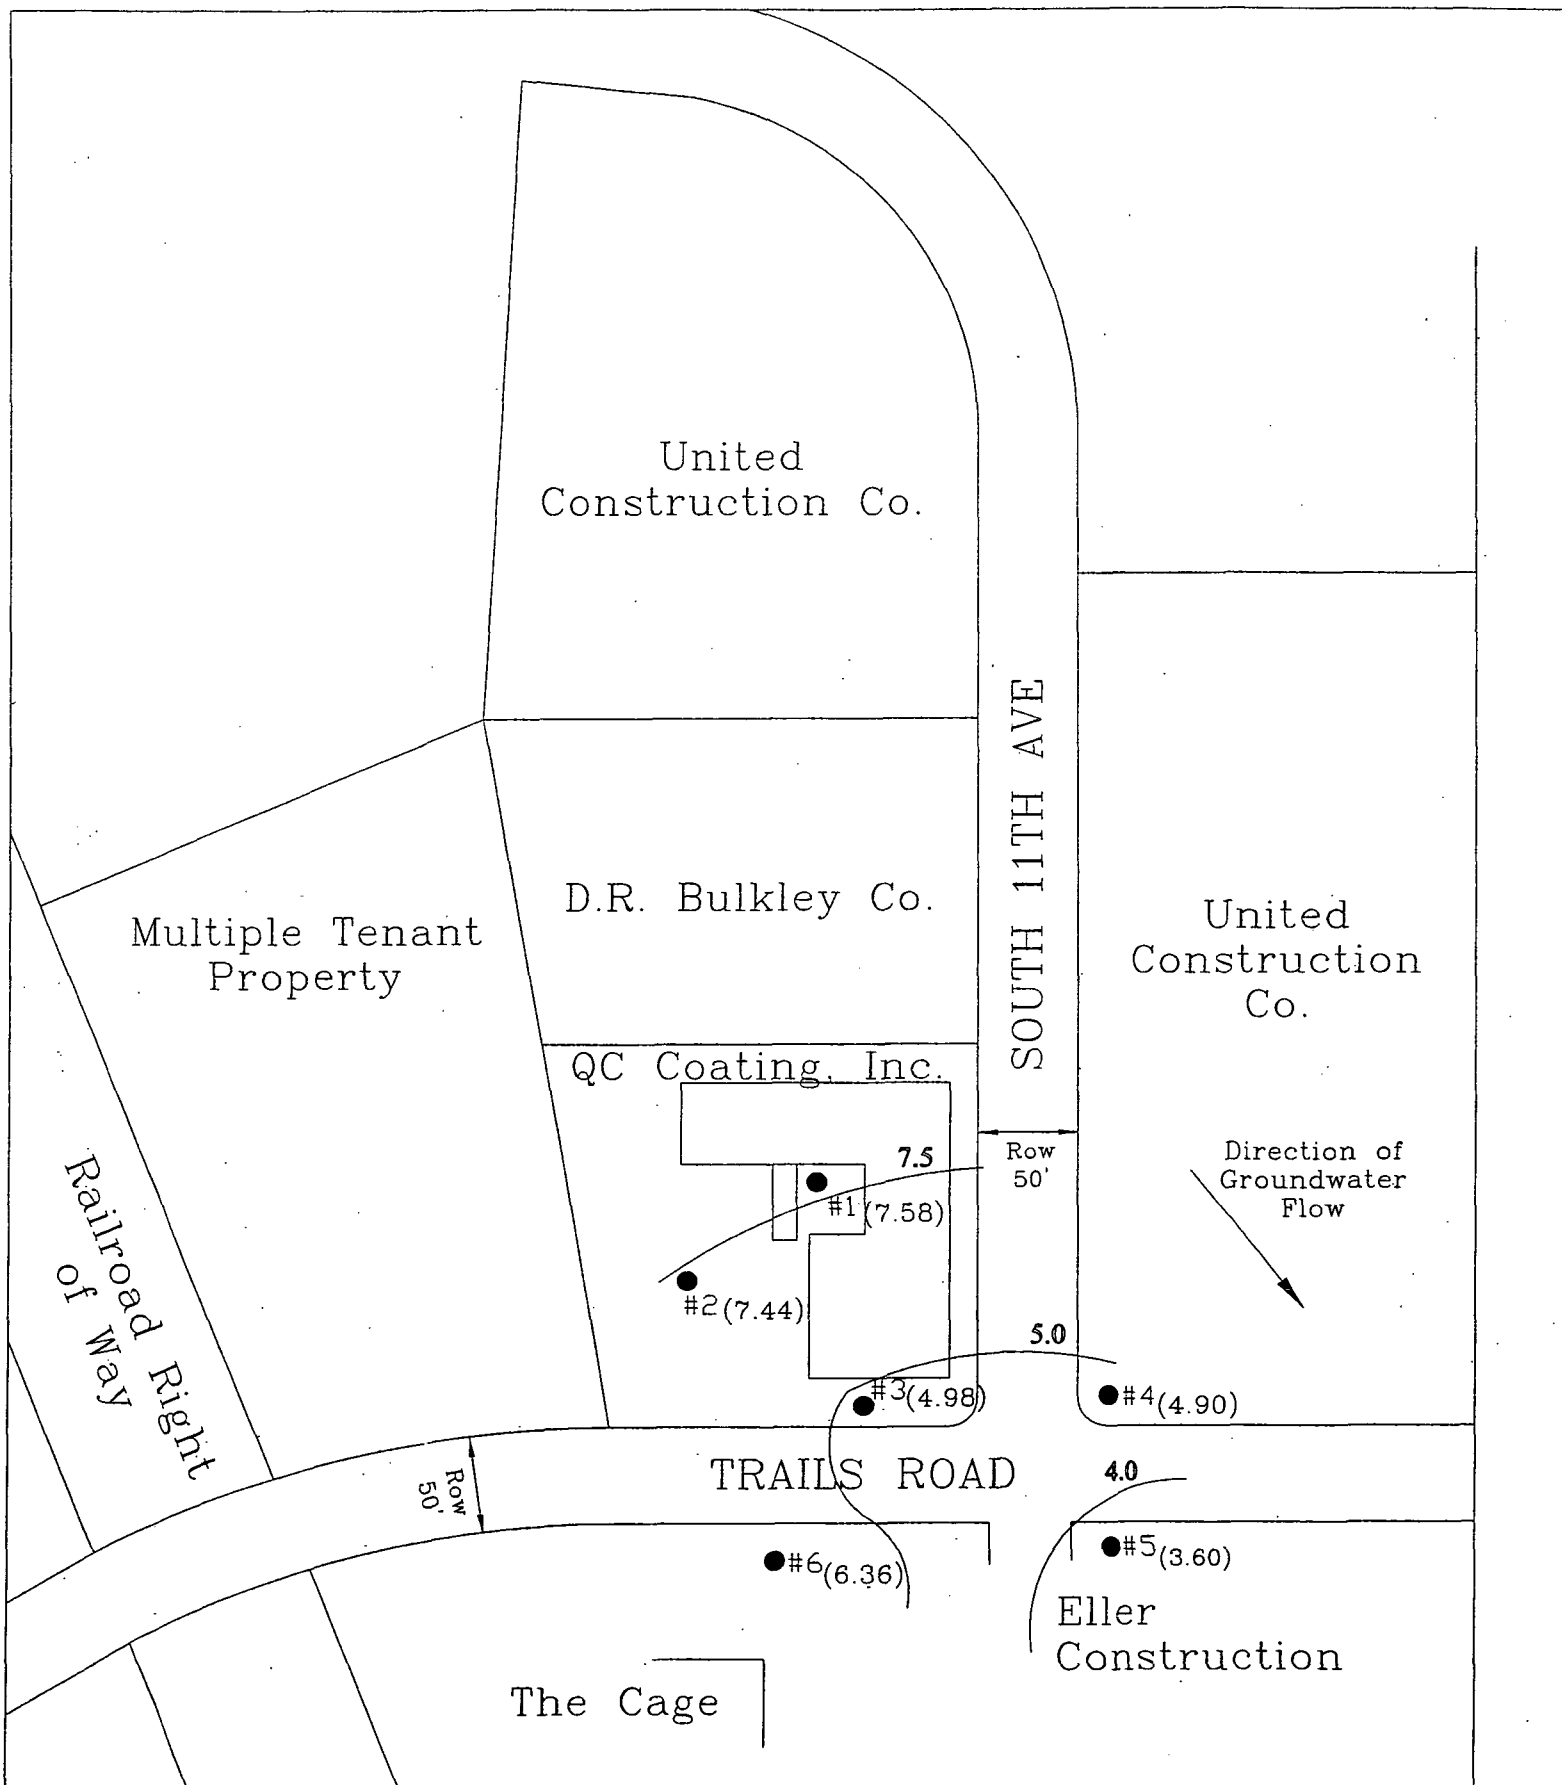 United
Construction Co.
SOUTH 11TH AVE
D.R. Bulkley Co.
Multiple Tenant
Property
United
Construction
Co.
QC Coating, Inc.
Row
50'
Direction of
Groundwater
Flow
7.5
#1(7.58)
#2(7.44)
Railroad Right
of Way
5.0
#3(4.98)
#4(4.90)
TRAILS ROAD
4.0
Row
50'
#5(3.60)
#6(6.36)
Eller
Construction
The Cage